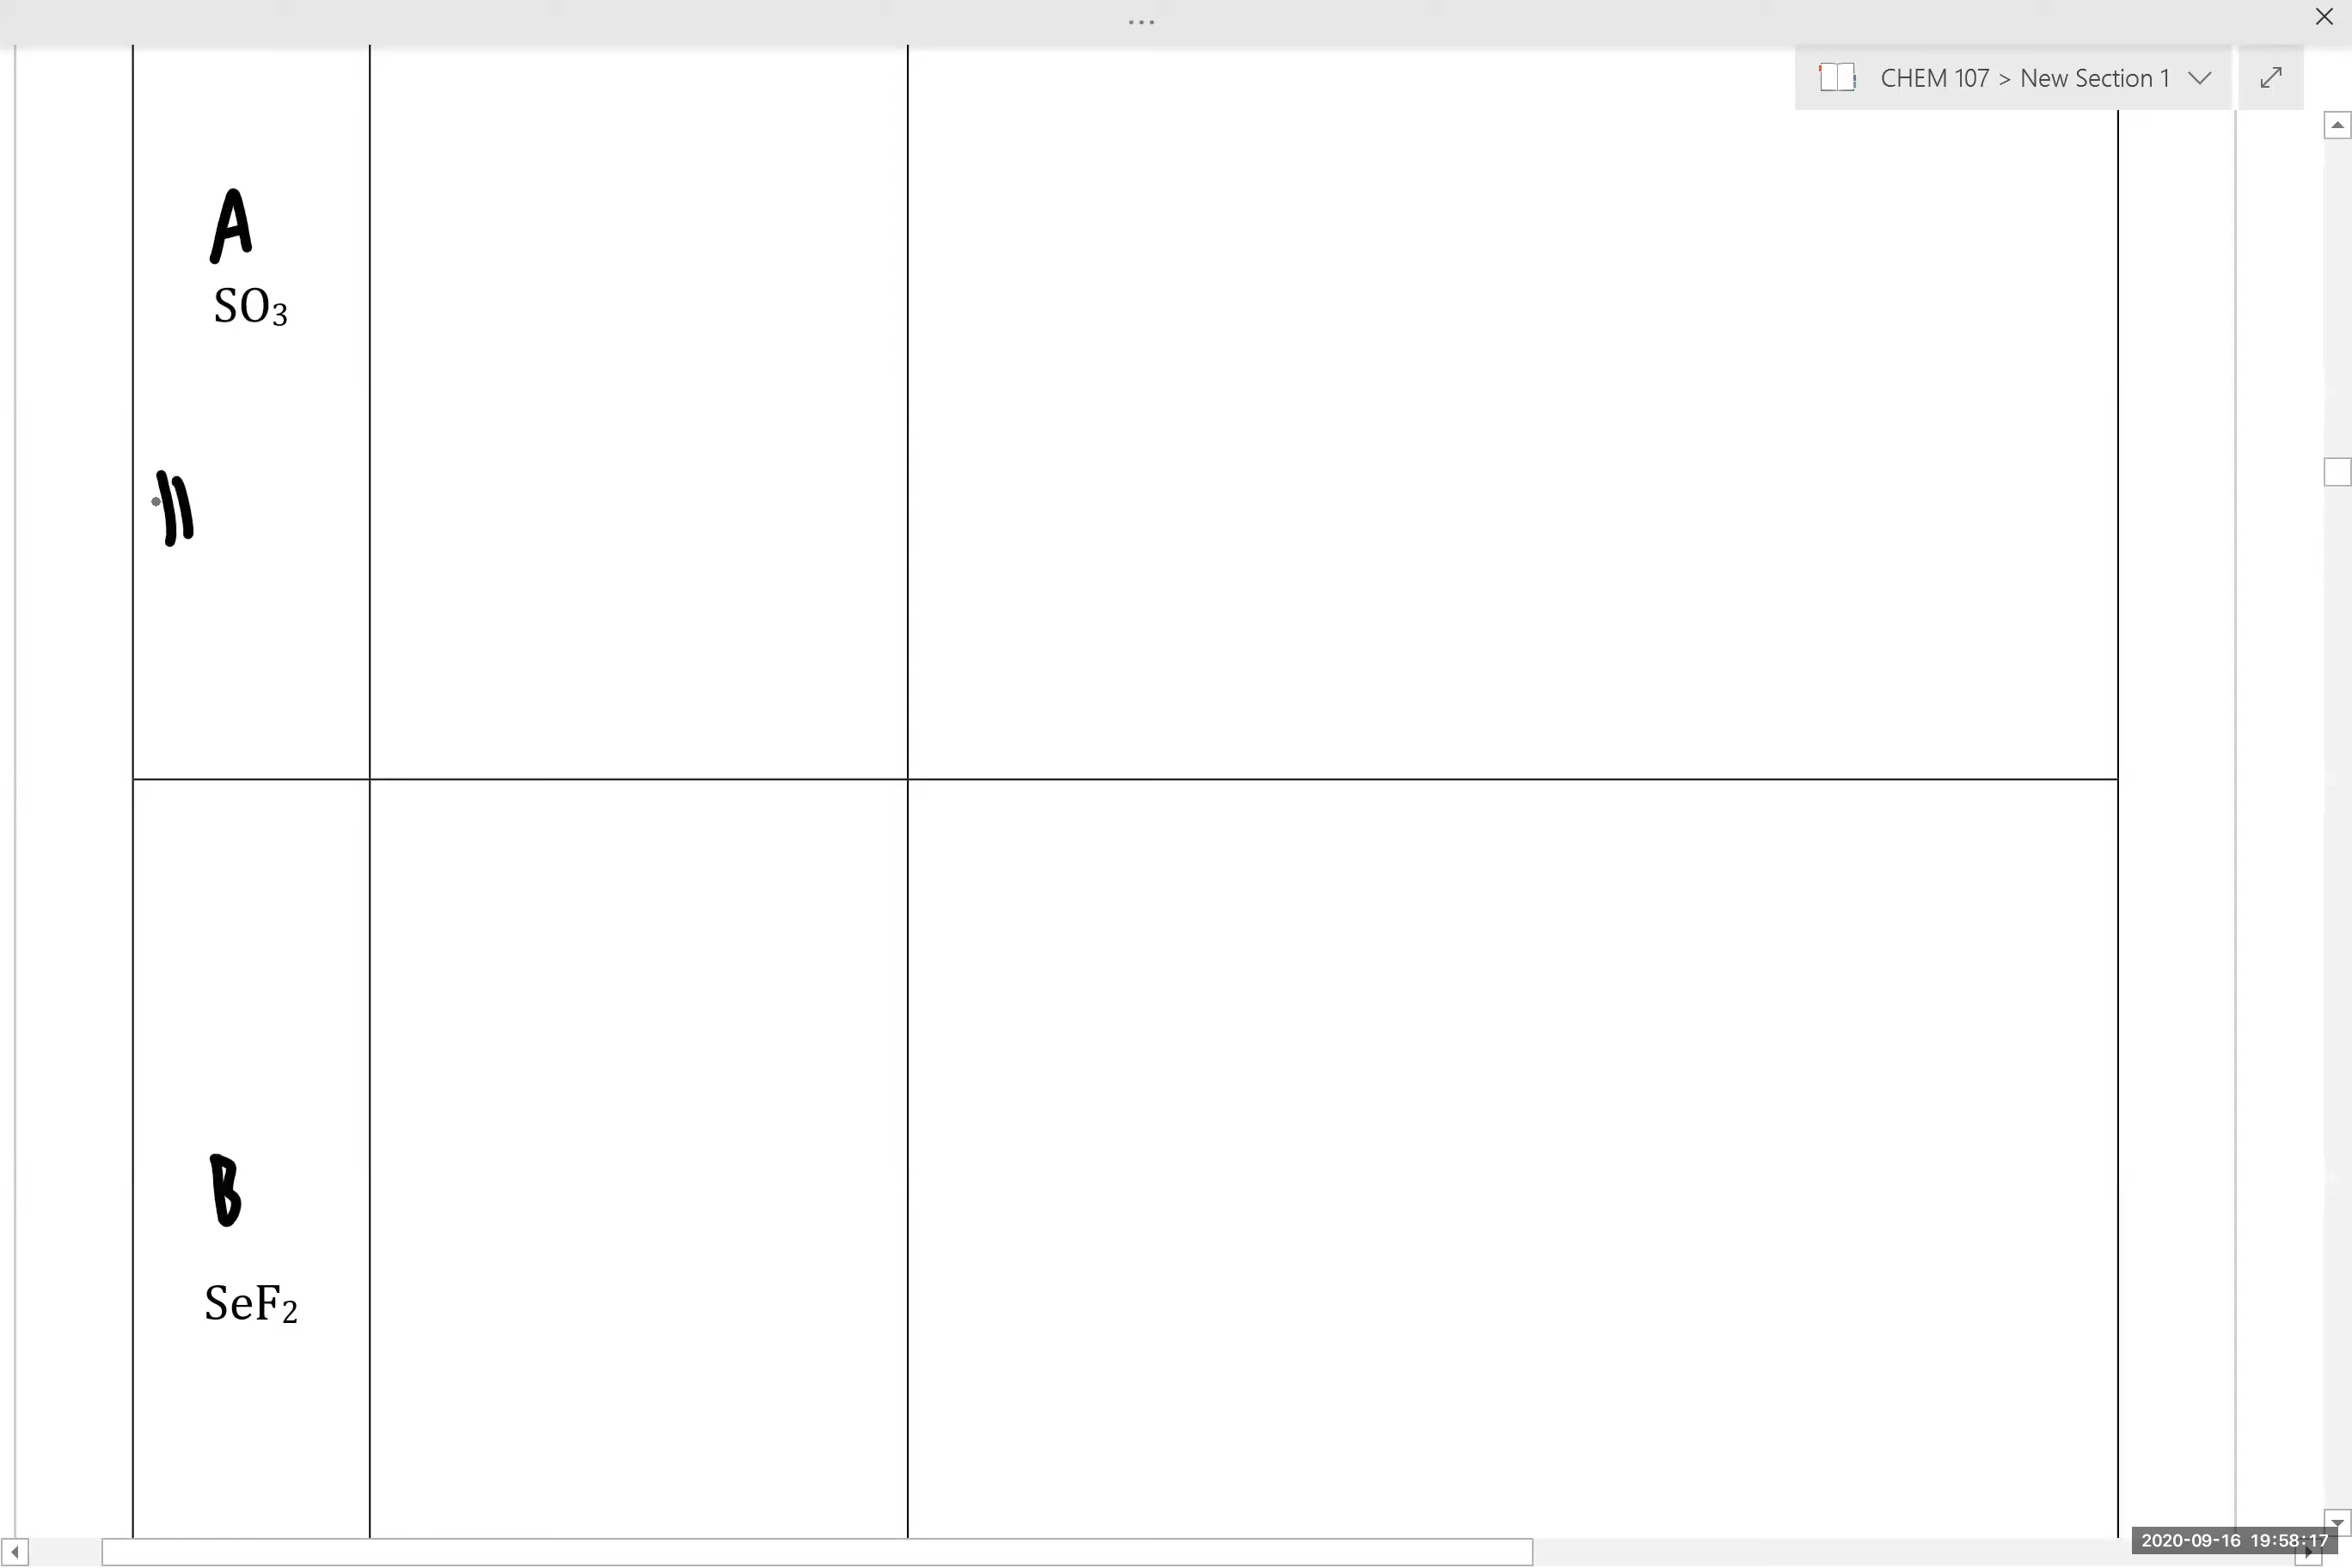 ...
CHEM 107 > New Section 1
A
SO₃
B
SeF₂
2020-09-16 19:58:17